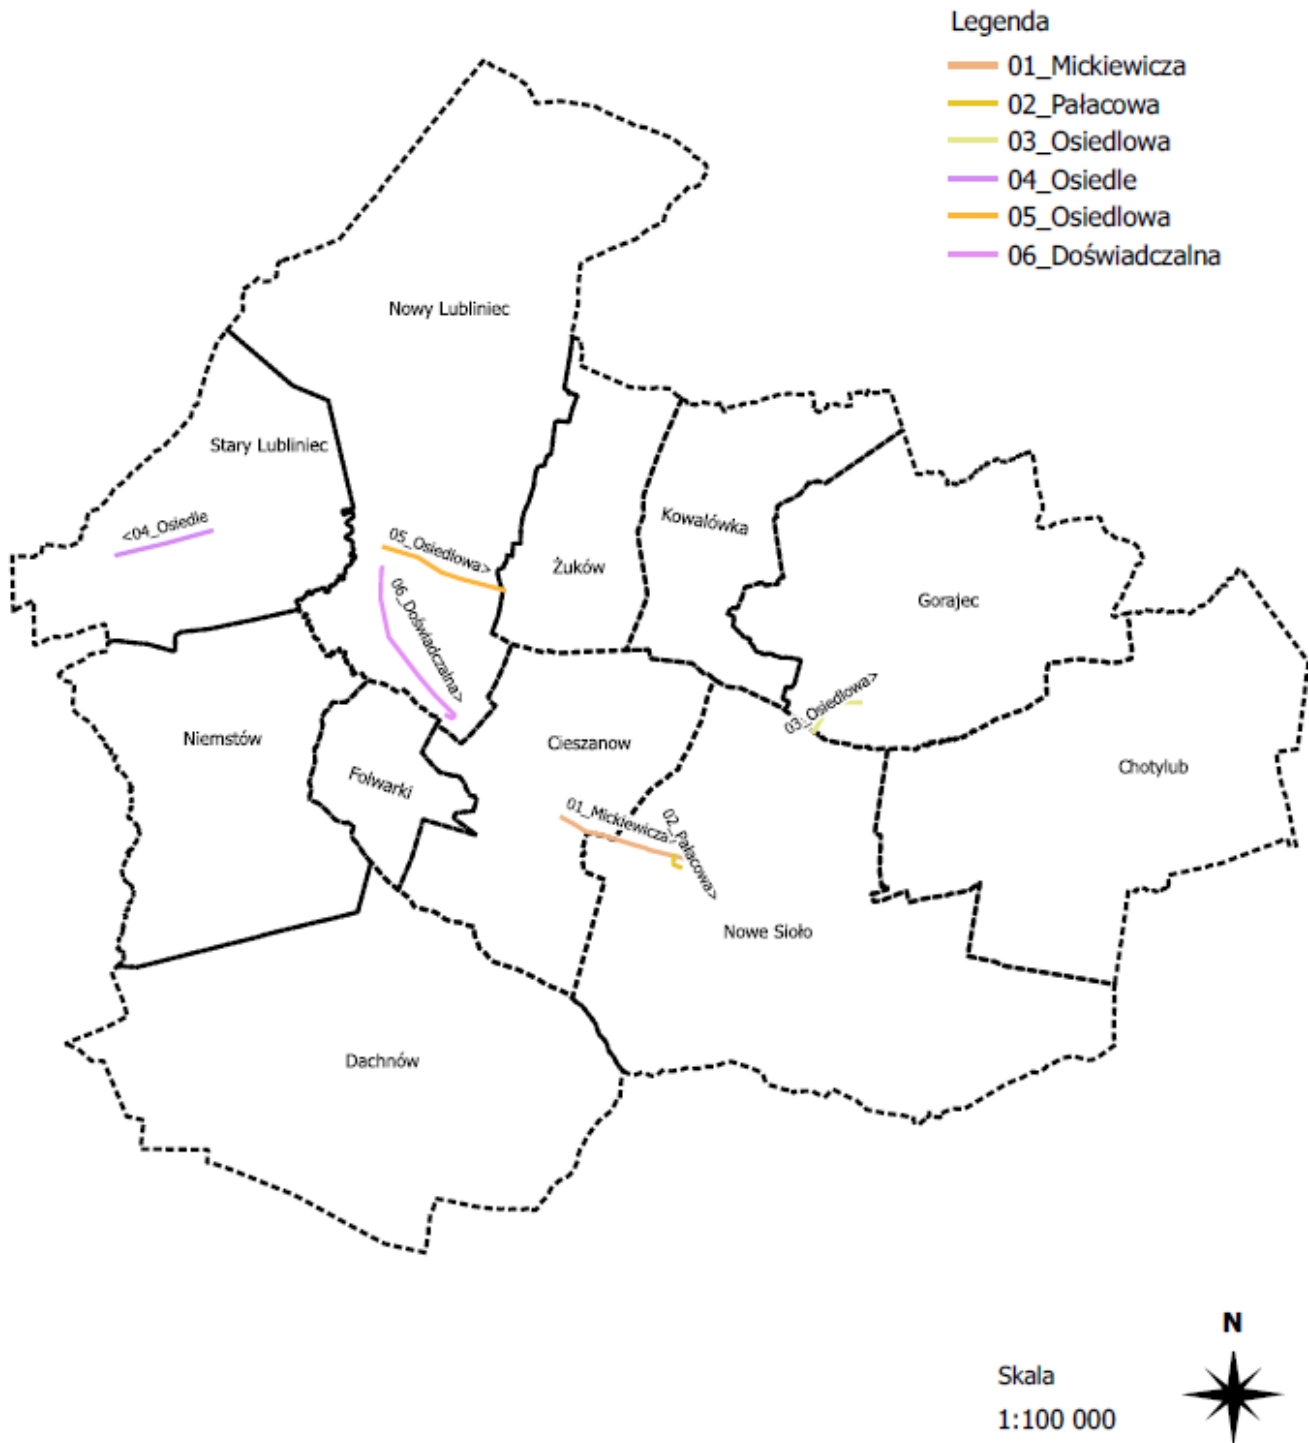 Legenda
01_Mickiewicza
02_Pałacowa
03_Osiedlowa
04_Osiedle
05_Osiedlowa
06_Doświadczalna
Nowy Lubliniec
Stary Lubliniec
<04_Osiedle
05_Osiedlowa>
Kowalówka
Żuków
06_Doświadczalna>
Gorajec
03_Osiedlowa>
Niemstów
Cieszanow
Folwarki
Chotylub
01_Mickiewicza
02_Pałacowa>
Nowe Sioło
Dachnów
N
Skala
1:100 000